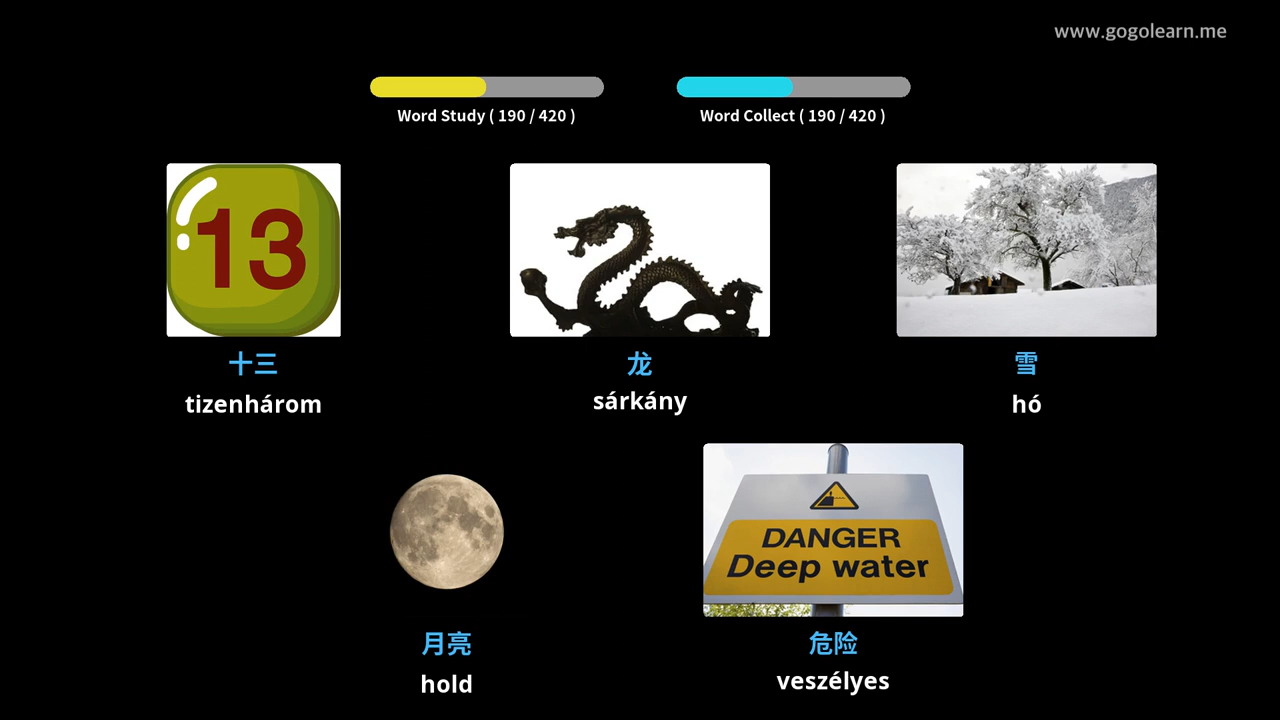 www.gogolearn.me
Word Study ( 190 / 420 )
Word Collect ( 190 / 420 )
13
十三
tizenhárom
龙
sárkány
雪
hó
月亮
hold
DANGER
Deep water
危险
veszélyes